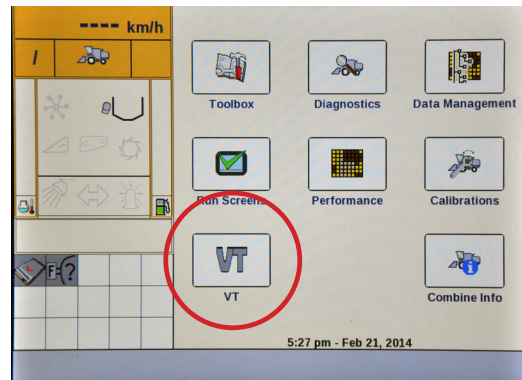 ---- km/h
I
Toolbox
Diagnostics
Data Management
Run Screens
Performance
Calibrations
F=(?
VT
VT
Combine Info
5:27 pm - Feb 21, 2014